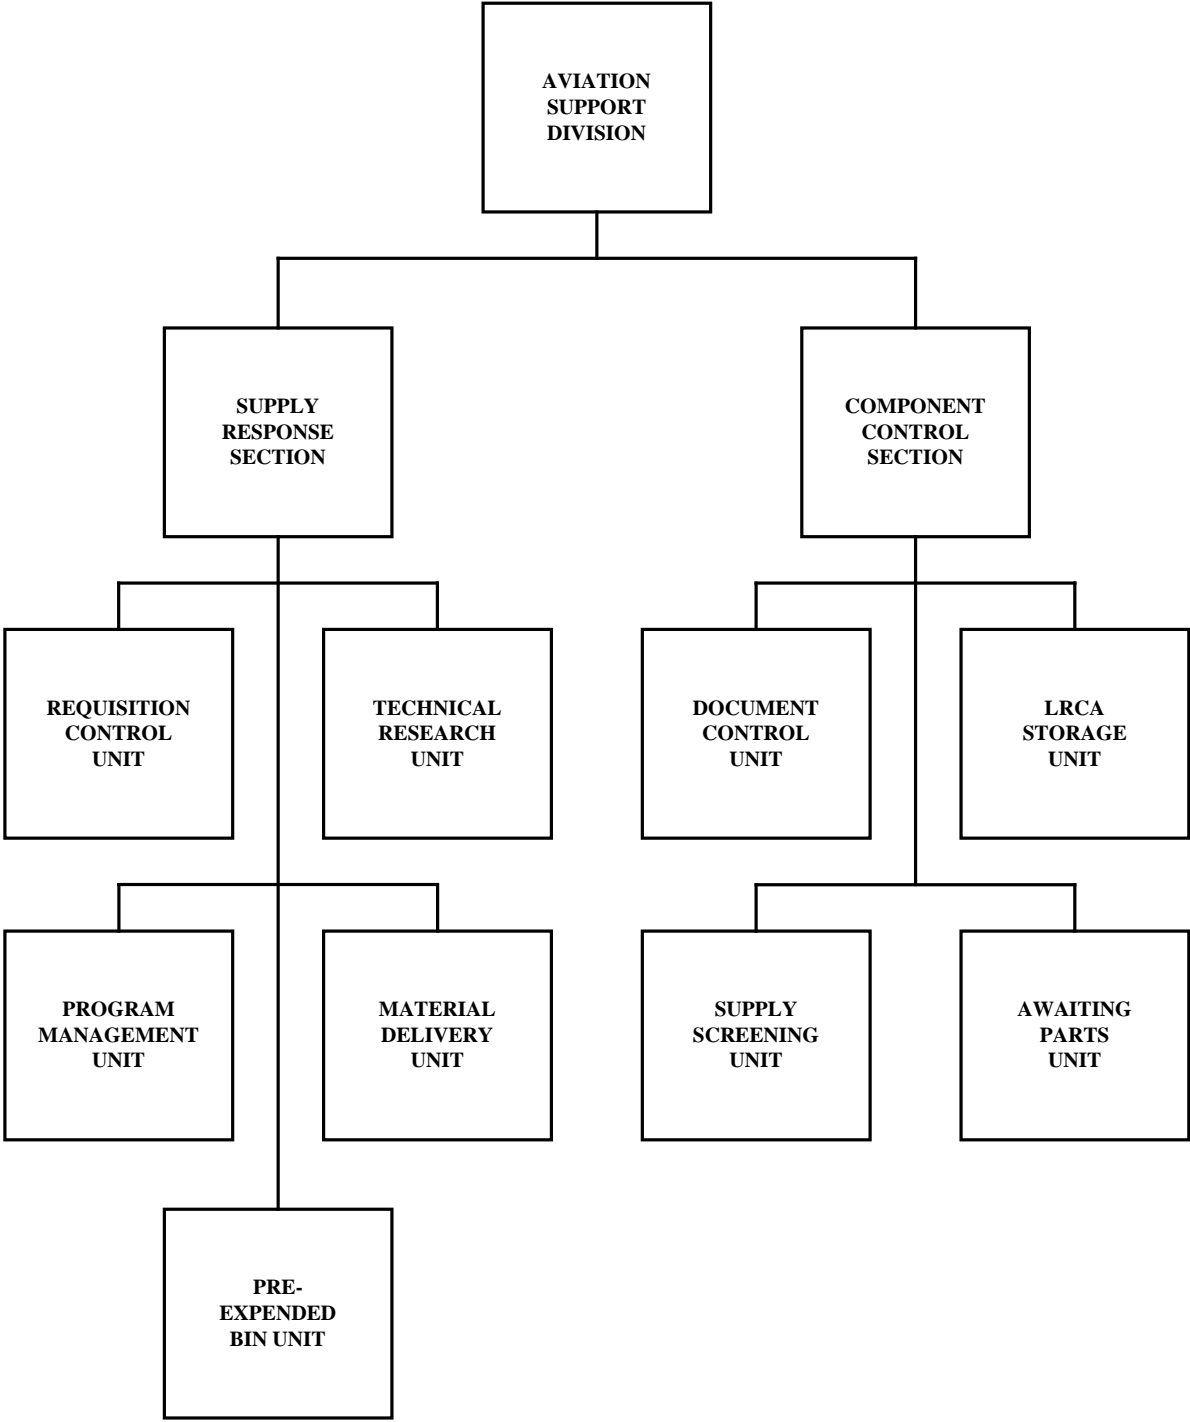 AVIATION
SUPPORT
DIVISION
SUPPLY
RESPONSE
SECTION
COMPONENT
CONTROL
SECTION
REQUISITION
CONTROL
UNIT
TECHNICAL
RESEARCH
UNIT
DOCUMENT
CONTROL
UNIT
LRCA
STORAGE
UNIT
PROGRAM
MANAGEMENT
UNIT
MATERIAL
DELIVERY
UNIT
SUPPLY
SCREENING
UNIT
AWAITING
PARTS
UNIT
PRE-
EXPENDED
BIN UNIT